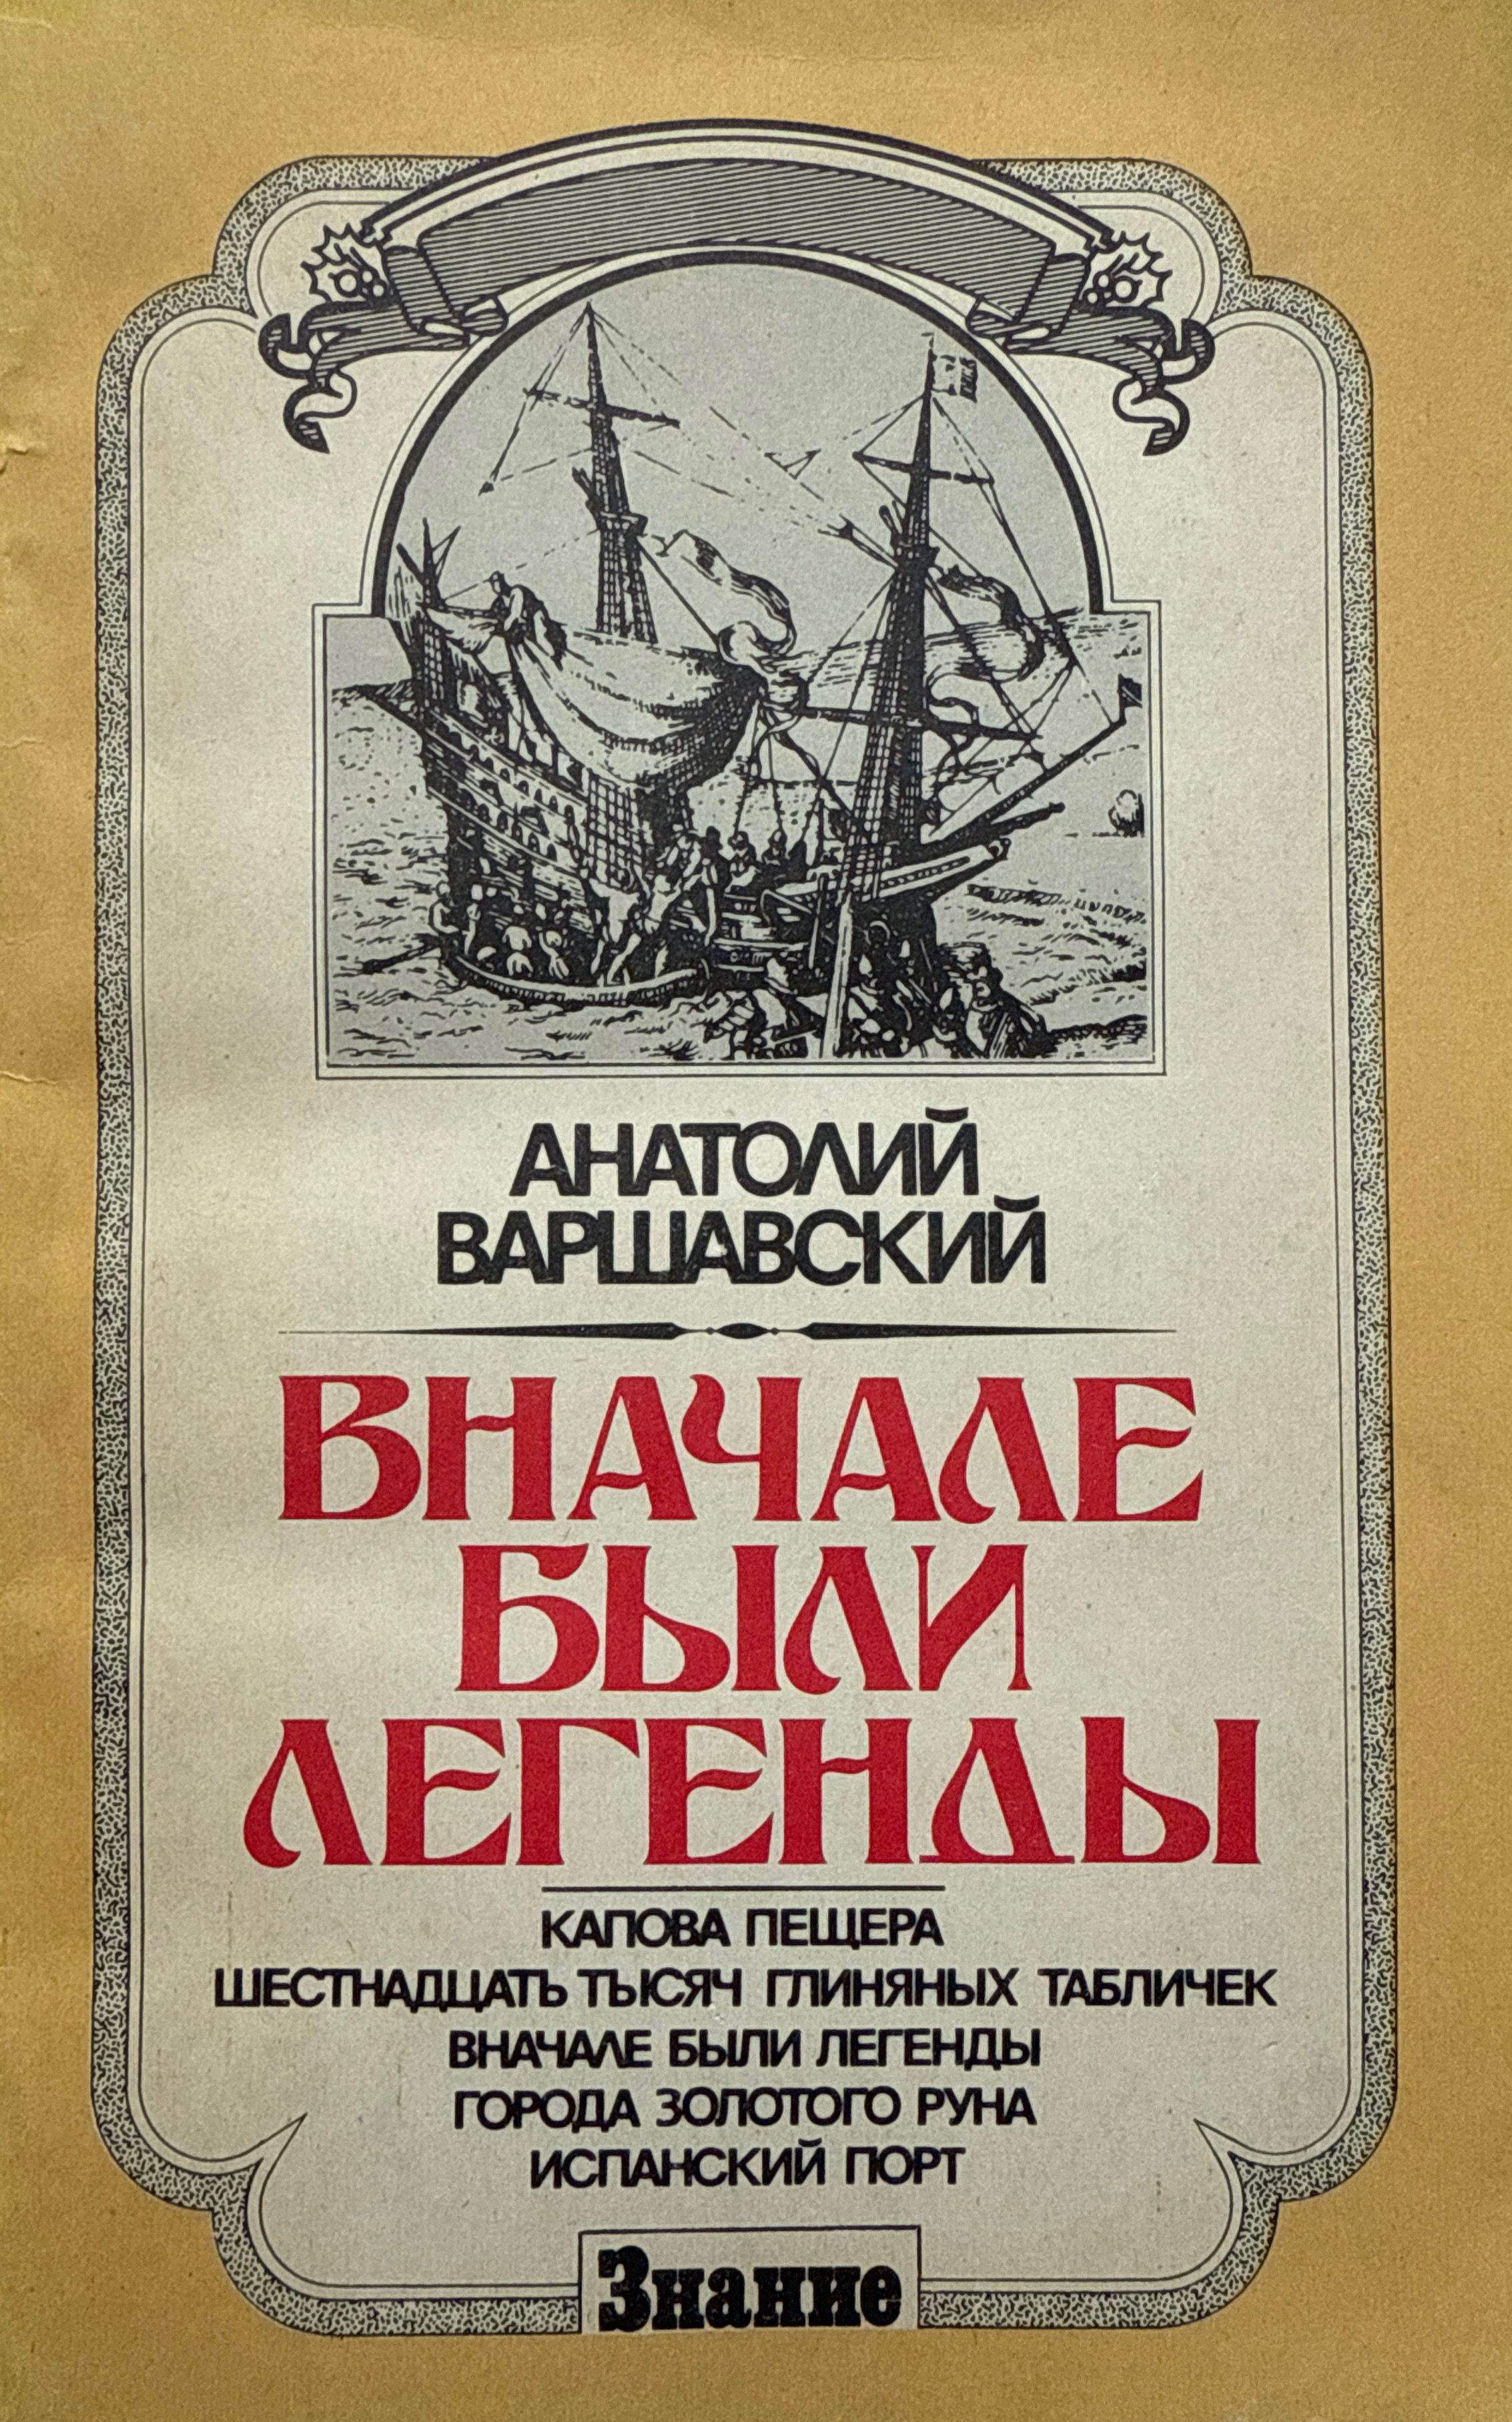 АНАТОЛИЙ
ВАРШАВСКИЙ
ВНАЧАЛЕ
БЫЛИ
ЛЕГЕНДЫ
КАПОВА ПЕЩЕРА
ШЕСТНАДЦАТЬ ТЫСЯЧ ГЛИНЯНЫХ ТАБЛИЧЕК
ВНАЧАЛЕ БЫЛИ ЛЕГЕНДЫ
ГОРОДА ЗОЛОТОГО РУНА
ИСПАНСКИЙ ПОРТ
Знание